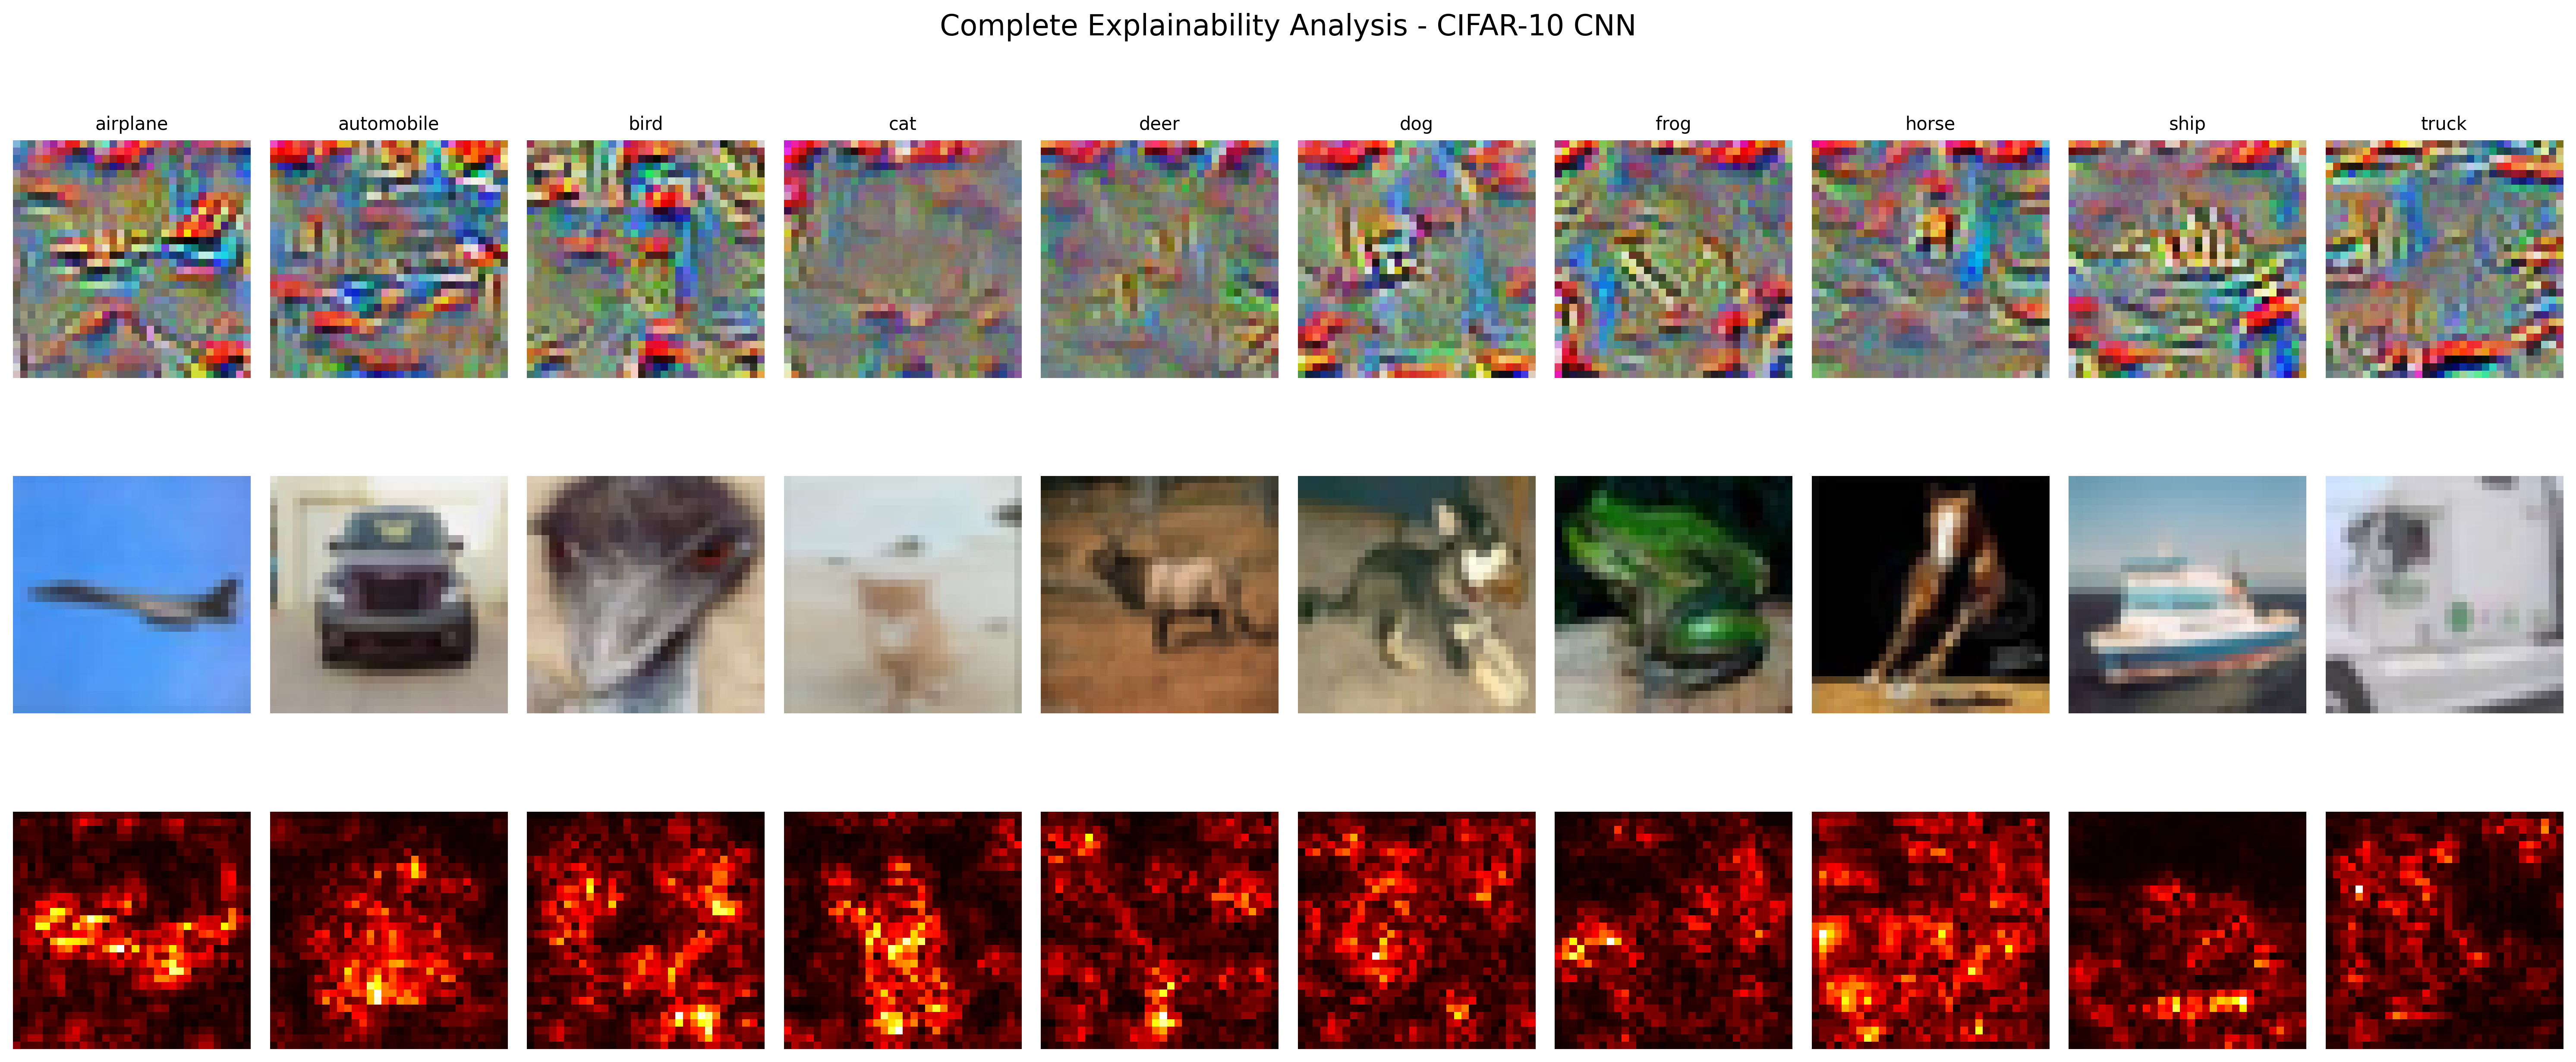 Complete Explainability Analysis - CIFAR-10 CNN
airplane automobile bird cat deer dog frog horse ship truck